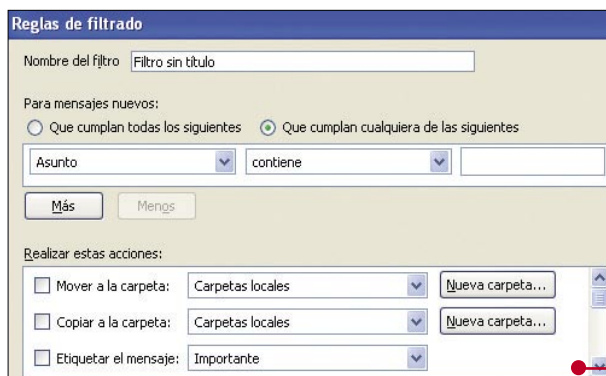 Reglas de filtrado
Nombre del filtro Filtro sin título
Para mensajes nuevos:
Que cumplan todas los siguientes Que cumplan cualquiera de las siguientes
Asunto contiene
Más Menos
Realizar estas acciones:
Mover a la carpeta: Carpetas locales Nueva carpeta...
Copiar a la carpeta: Carpetas locales Nueva carpeta...
Etiquetar el mensaje: Importante